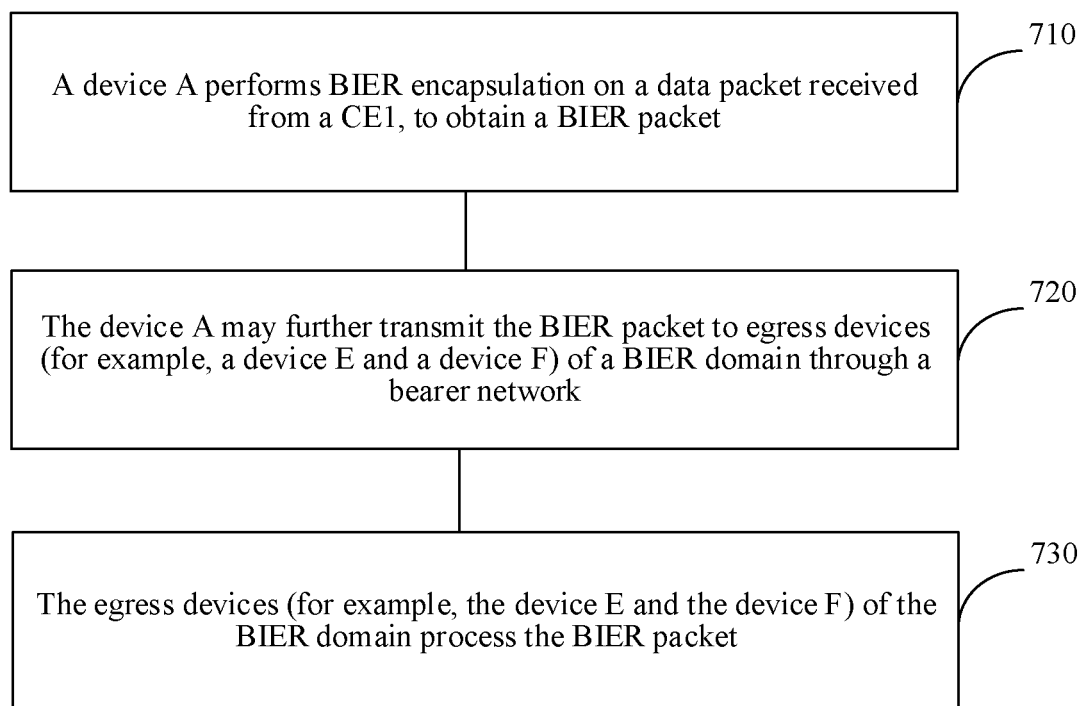 710
A device A performs BIER encapsulation on a data packet received
from a CE1, to obtain a BIER packet
720
The device A may further transmit the BIER packet to egress devices
(for example, a device E and a device F) of a BIER domain through a
bearer network
730
The egress devices (for example, the device E and the device F) of the
BIER domain process the BIER packet